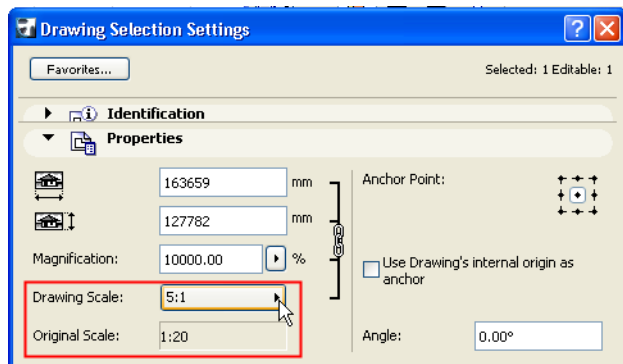 Drawing Selection Settings
Favorites...
Selected: 1 Editable: 1
Identification
Properties
163659 mm
Anchor Point:
127782 mm
Magnification: 10000.00 %
Use Drawing's internal origin as
anchor
Drawing Scale: 5:1
Original Scale: 1:20
Angle: 0.00°